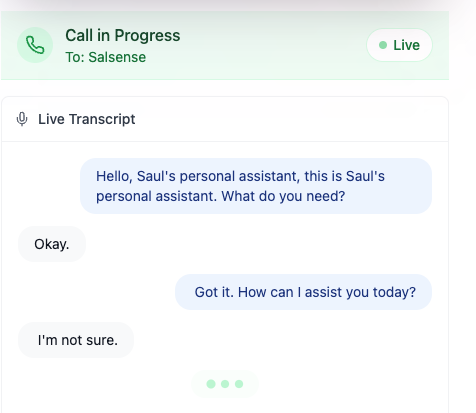 Call in Progress
To: Salsense
Live
Live Transcript
Hello, Saul's personal assistant, this is Saul's
personal assistant. What do you need?
Okay.
Got it. How can I assist you today?
I'm not sure.